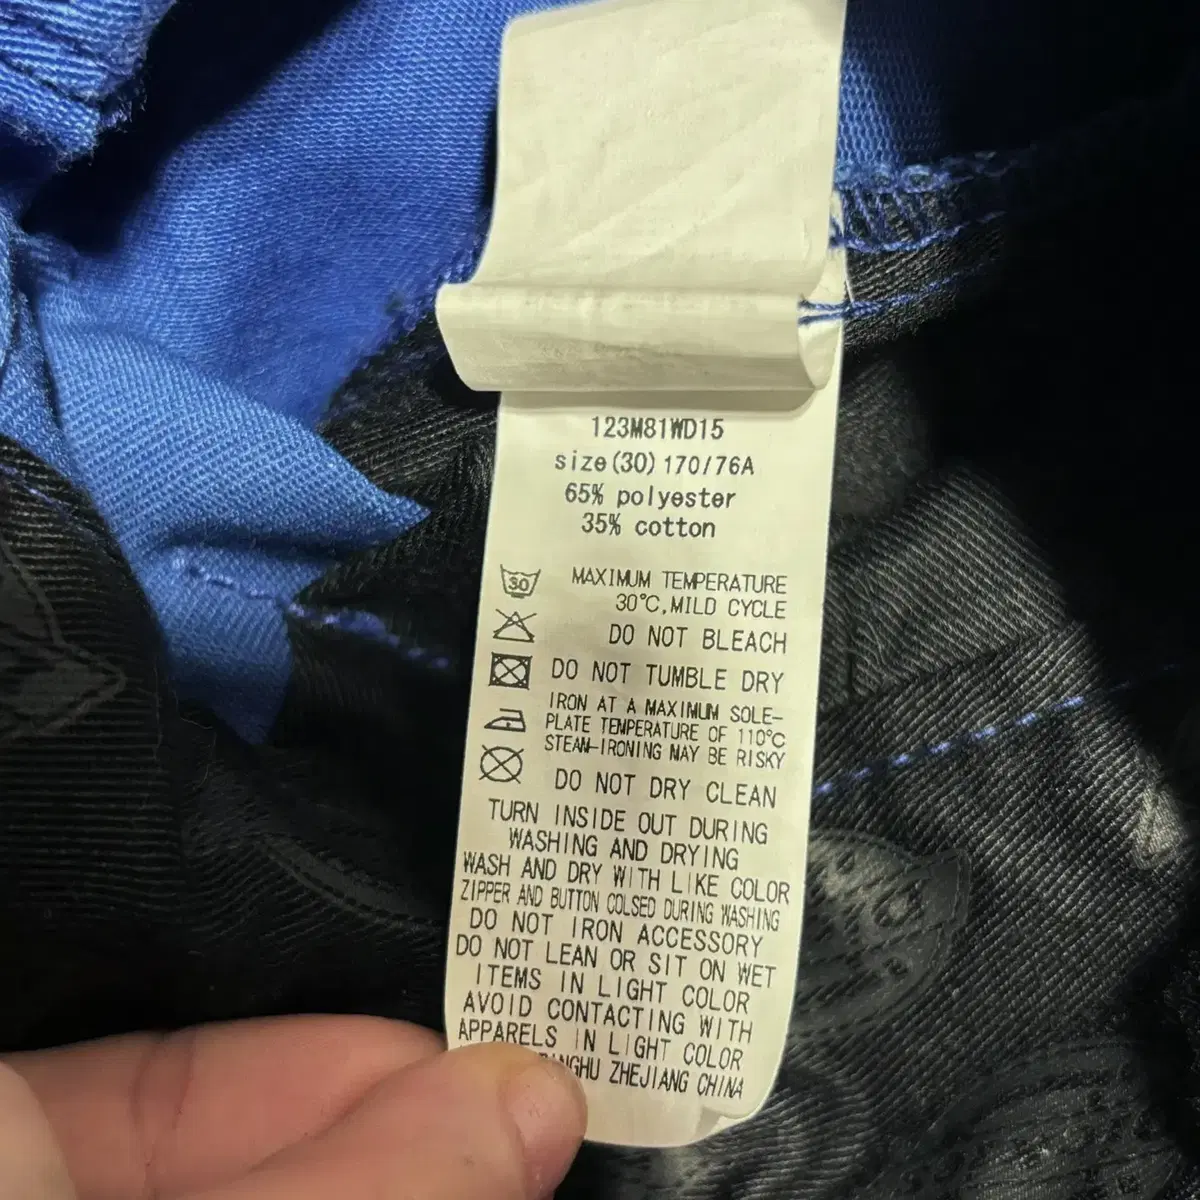 123M81WD15
size(30)170/76A
65% polyester
35% cotton
30
MAXIMUM TEMPERATURE
30°C,MILD CYCLE
DO NOT BLEACH
DO NOT TUMBLE DRY
IRON AT A MAXIMUM SOLE-
PLATE TEMPERATURE OF 110°C
STEAM-IRONING MAY BE RISKY
DO NOT DRY CLEAN
TURN INSIDE OUT DURING
WASHING AND DRYING
WASH AND DRY WITH LIKE COLOR
ZIPPER AND BUTTON COLSED DURING WASHING
DO NOT IRON ACCESSORY
DO NOT LEAN OR SIT ON WET
ITEMS IN LIGHT COLOR
AVOID CONTACTING WITH
APPARELS IN LIGHT COLOR
ZHEJIANG CHINA